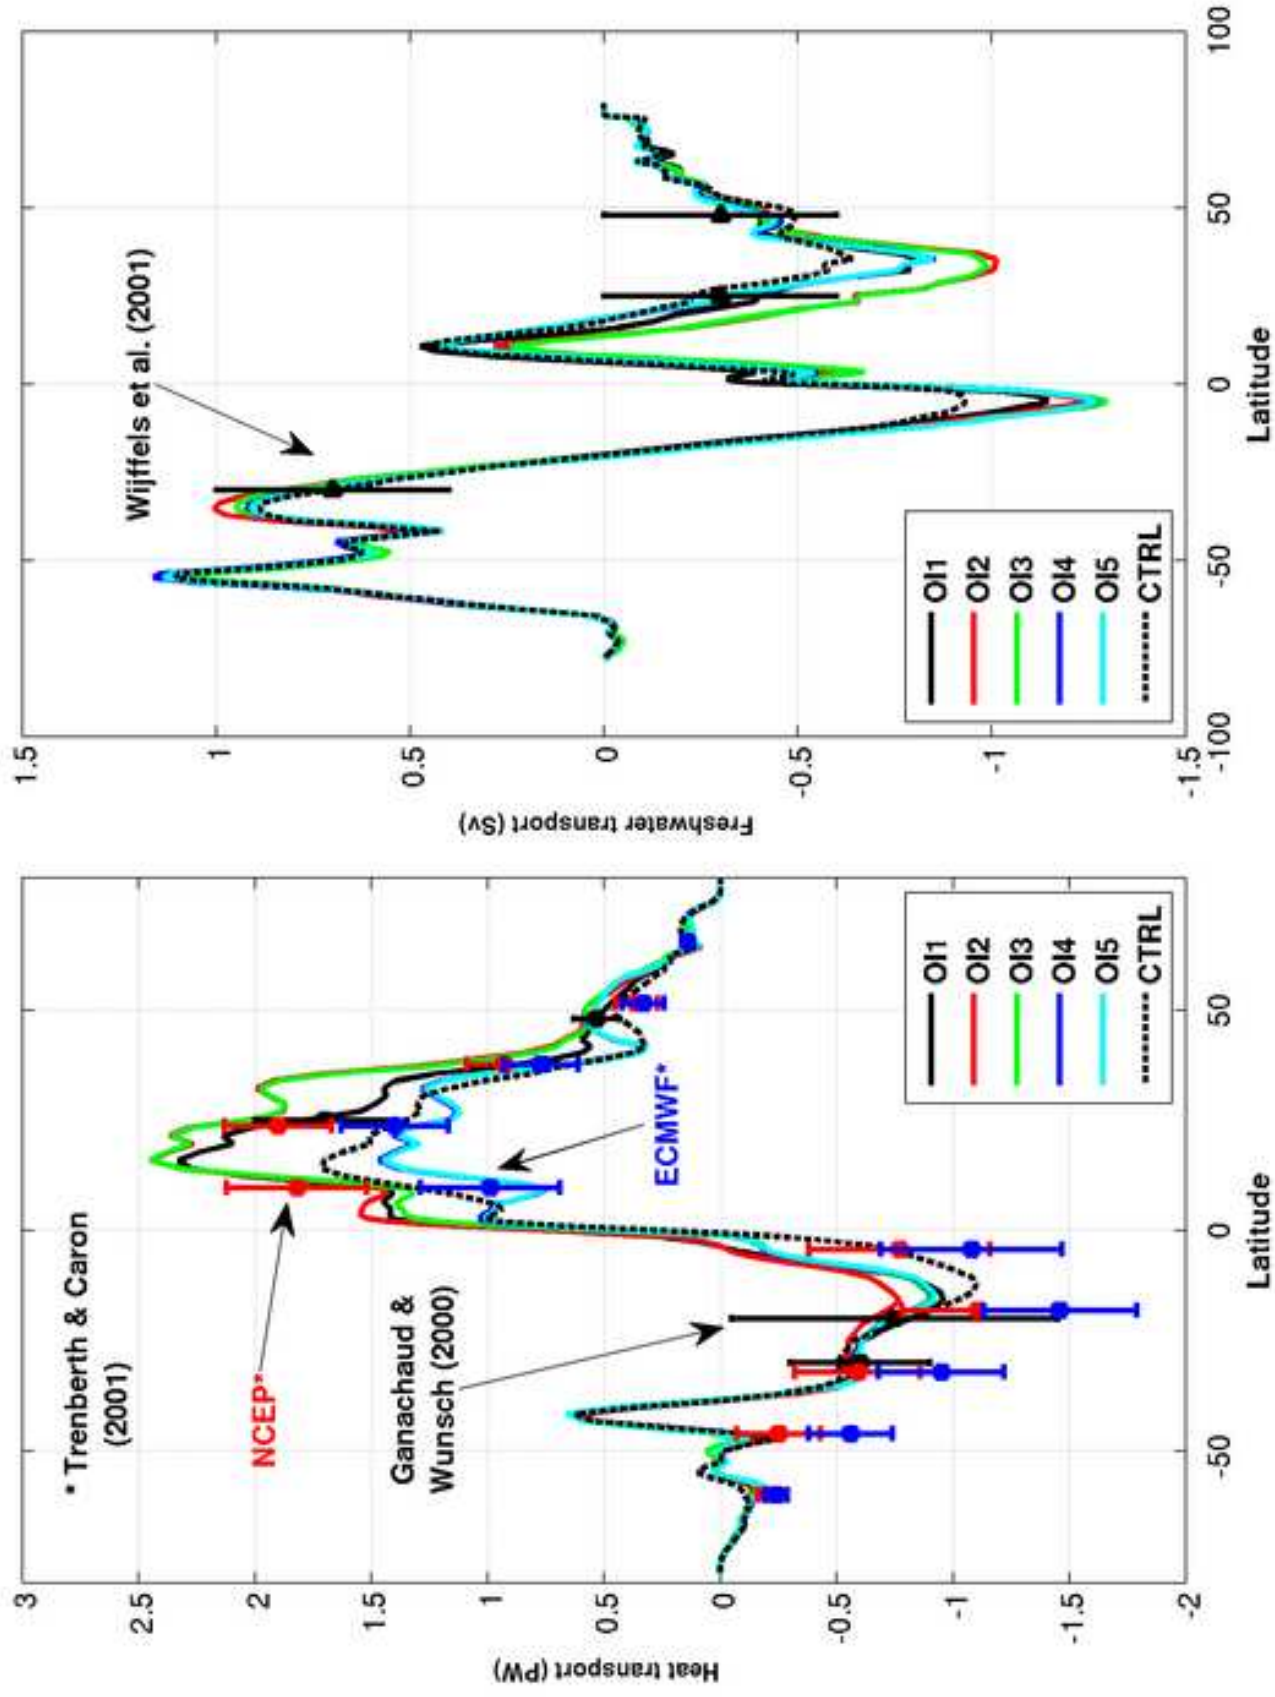 * Trenberth & Caron
(2001)
NCEP*
Ganachaud &
Wunsch (2000)
ECMWF*
3
2.5
2
1.5
1
0.5
0
-0.5
-1
-1.5
-2
Heat transport (PW)
-50
0
50
Latitude
OI1
OI2
OI3
OI4
OI5
CTRL
Wijffels et al. (2001)
1.5
1
0.5
0
-0.5
-1
-1.5
Freshwater transport (Sv)
-100
-50
0
50
100
Latitude
OI1
OI2
OI3
OI4
OI5
CTRL